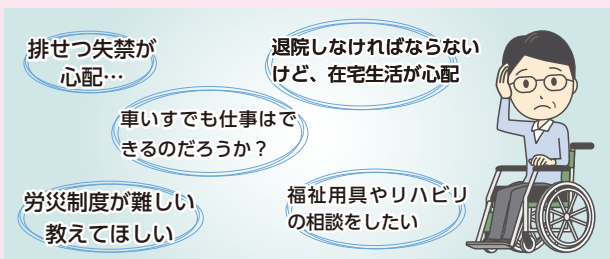 排せつ失禁が
心配…
退院しなければならない
けど、在宅生活が心配
車いすでも仕事はで
きるのだろうか？
労災制度が難しい
教えてほしい
福祉用具やリハビリ
の相談をしたい